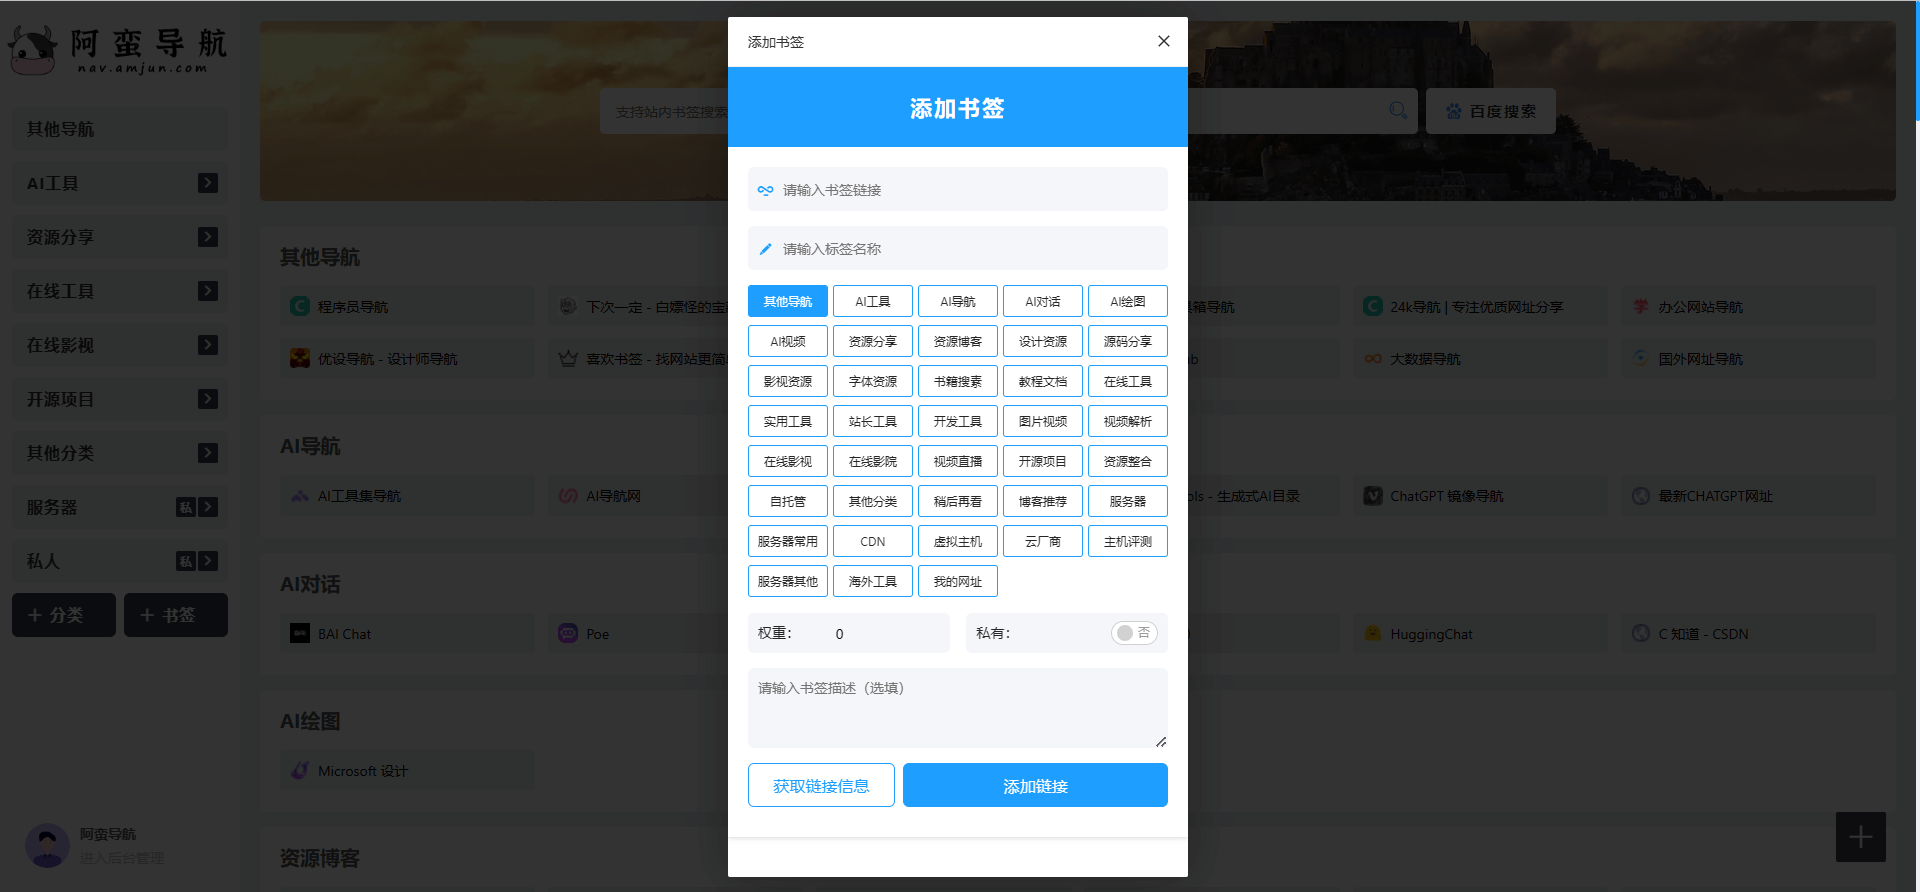 阿蛮导航
nav.amjun.com
其他导航
AI工具
资源分享
在线工具
在线影视
开源项目
其他分类
服务器 私
私人 私
+ 分类
+ 书签
阿蛮导航
进入后台管理
支持站内书签搜索
百度搜索
其他导航
程序员导航
下次一定 - 白嫖怪的宝
箱导航
24k导航 | 专注优质网址分享
办公网站导航
优设导航 - 设计师导航
喜欢书签 - 找网站更简
b
大数据导航
国外网址导航
AI导航
AI工具集导航
AI导航网
ols - 生成式AI目录
ChatGPT 镜像导航
最新CHATGPT网址
AI对话
BAI Chat
Poe
HuggingChat
C 知道 - CSDN
AI绘图
Microsoft 设计
资源博客
添加书签
添加书签
请输入书签链接
请输入标签名称
其他导航 AI工具 AI导航 AI对话 AI绘图
AI视频 资源分享 资源博客 设计资源 源码分享
影视资源 字体资源 书籍搜素 教程文档 在线工具
实用工具 站长工具 开发工具 图片视频 视频解析
在线影视 在线影院 视频直播 开源项目 资源整合
自托管 其他分类 稍后再看 博客推荐 服务器
服务器常用 CDN 虚拟主机 云厂商 主机评测
服务器其他 海外工具 我的网址
权重： 0 私有： 否
请输入书签描述（选填）
获取链接信息 添加链接